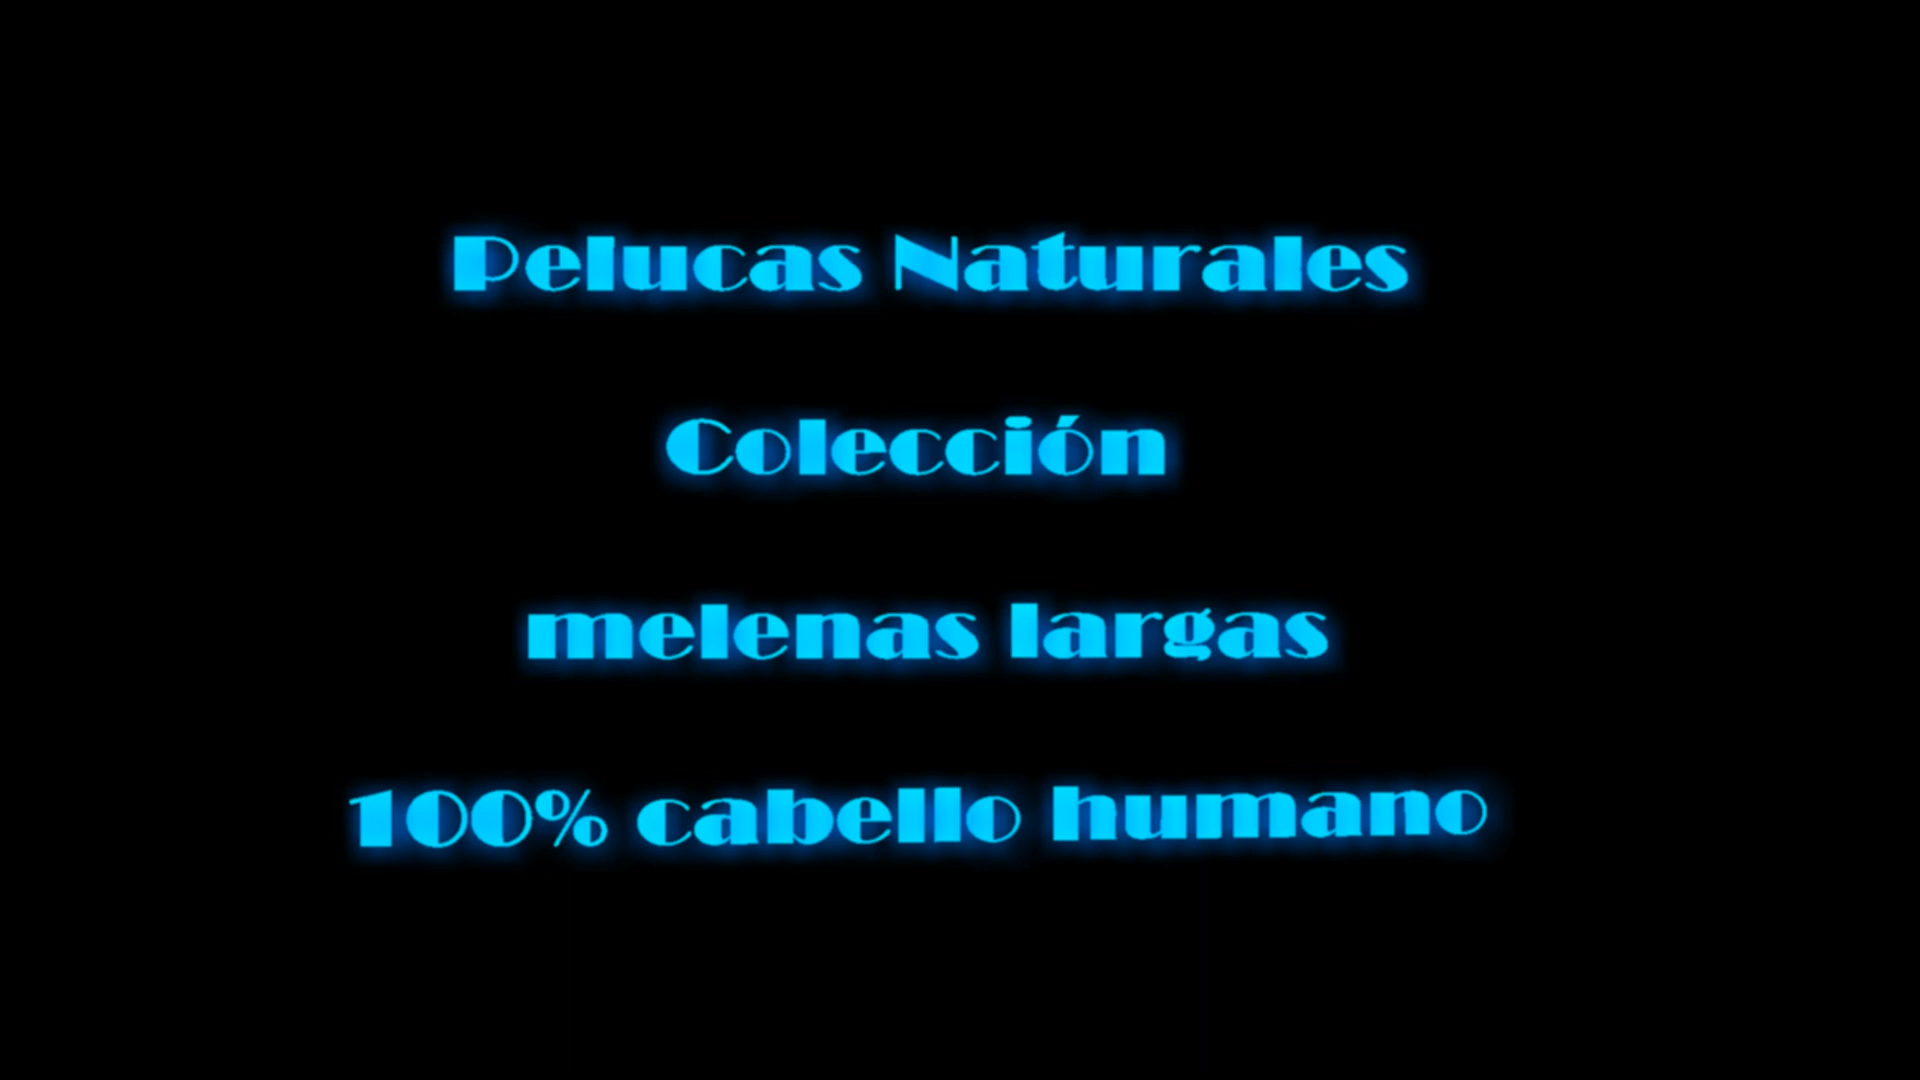 Pelucas Naturales
Colección
melenas largas
100% cabello humano